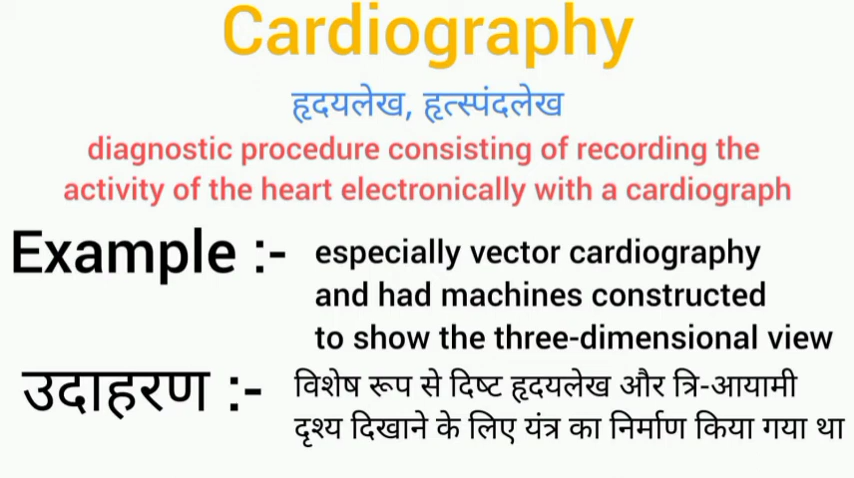 Cardiography
हृदयलेख, हृत्स्पंदलेख
diagnostic procedure consisting of recording the
activity of the heart electronically with a cardiograph
Example :- especially vector cardiography
and had machines constructed
to show the three-dimensional view
उदाहरण :- विशेष रूप से दिष्ट हृदयलेख और त्रि-आयामी
दृश्य दिखाने के लिए यंत्र का निर्माण किया गया था